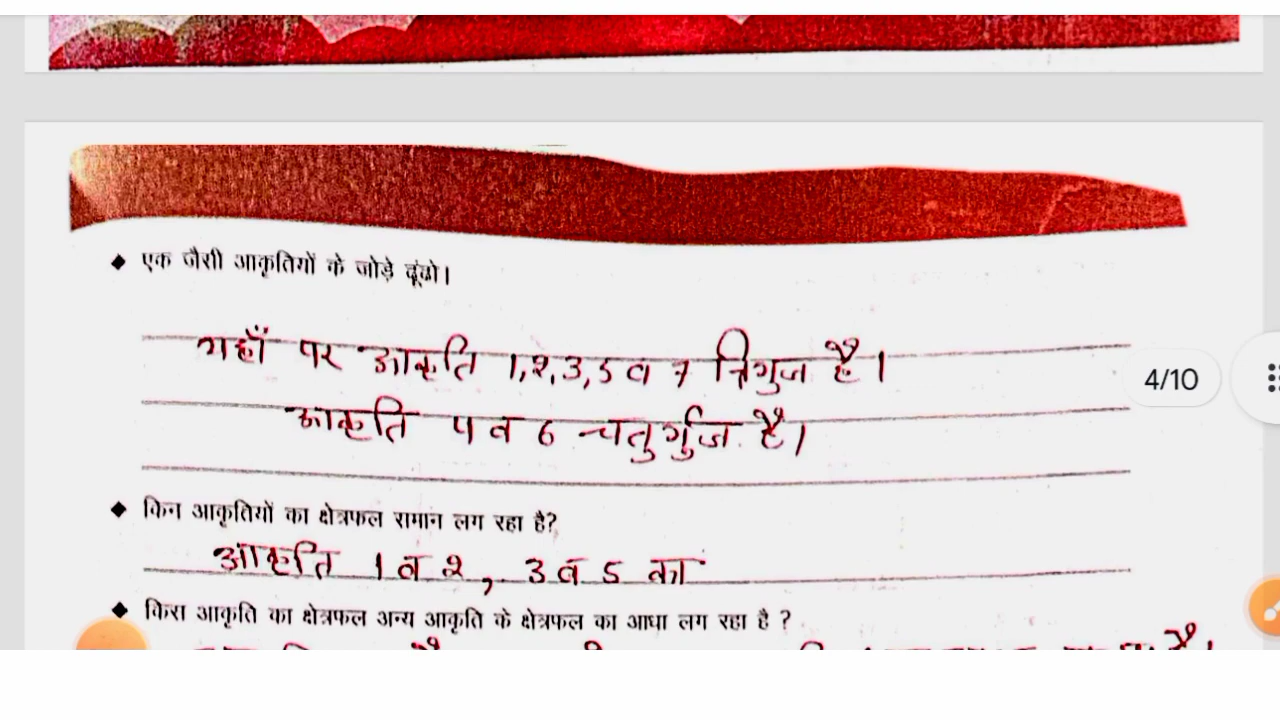 ◆ एक जैसी आकृतियों के जोड़े ढूंढो।
यहाँ पर आकृति 1,2,3,5 व 7 त्रिभुज है।
आकृति 4 व 6 चतुर्भुज है।
4/10
◆ किन आकृतियों का क्षेत्रफल समान लग रहा है?
आकृति 1 व 2, 3 व 5 का
◆ किस आकृति का क्षेत्रफल अन्य आकृति के क्षेत्रफल का आधा लग रहा है ?